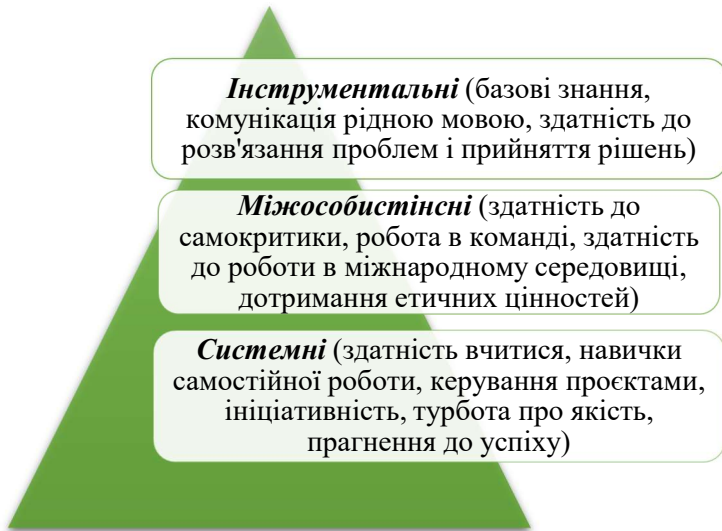 Інструментальні (базові знання,
комунікація рідною мовою, здатність до
розв'язання проблем і прийняття рішень)
Міжособистінсні (здатність до
самокритики, робота в команді, здатність
до роботи в міжнародному середовищі,
дотримання етичних цінностей)
Системні (здатність вчитися, навички
самостійної роботи, керування проєктами,
ініціативність, турбота про якість,
прагнення до успіху)